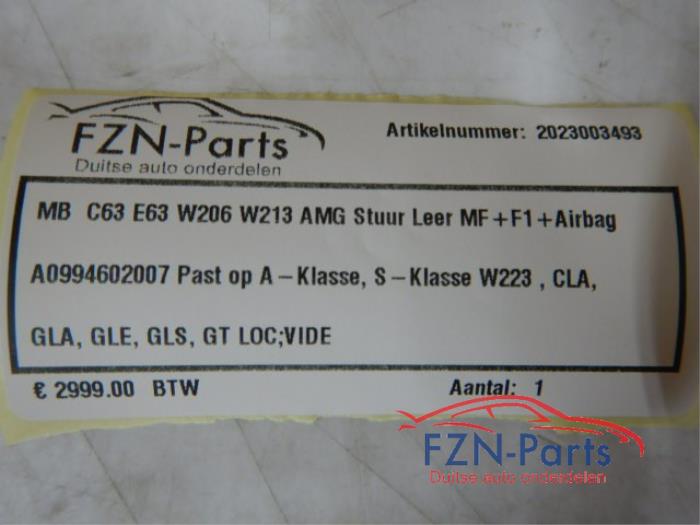 FZN-Parts
Duitse auto onderdelen
Artikelnummer: 2023003493
MB C63 E63 W206 W213 AMG Stuur Leer MF+F1+Airbag
A0994602007 Past op A-Klasse, S-Klasse W223 , CLA,
GLA, GLE, GLS, GT LOC;VIDE
€ 2999.00 BTW
Aantal: 1
FZN-Parts
Duitse auto onderdelen